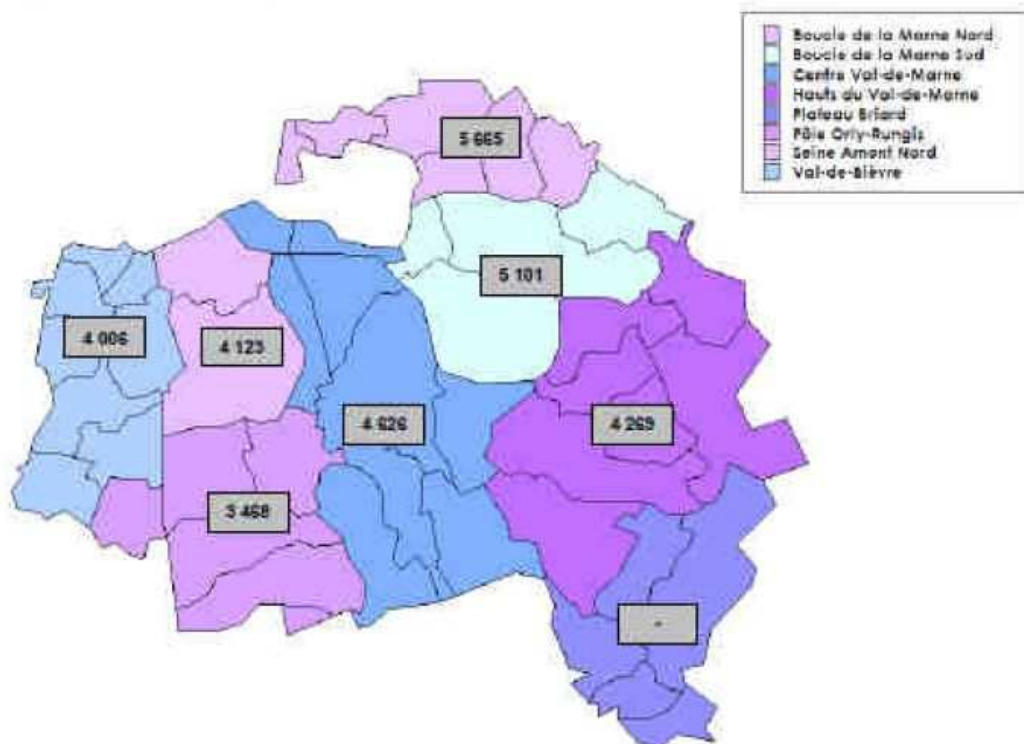 Boucle de la Marne Nord
Boucle de la Marne Sud
Centre Val-de-Marne
Hauts du Val-de-Marne
Plateau Briard
Pôle Orly-Rungis
Seine Amont Nord
Val-de-Bièvre
5 665
5 101
4 006
4 123
4 626
4 269
3 468
-